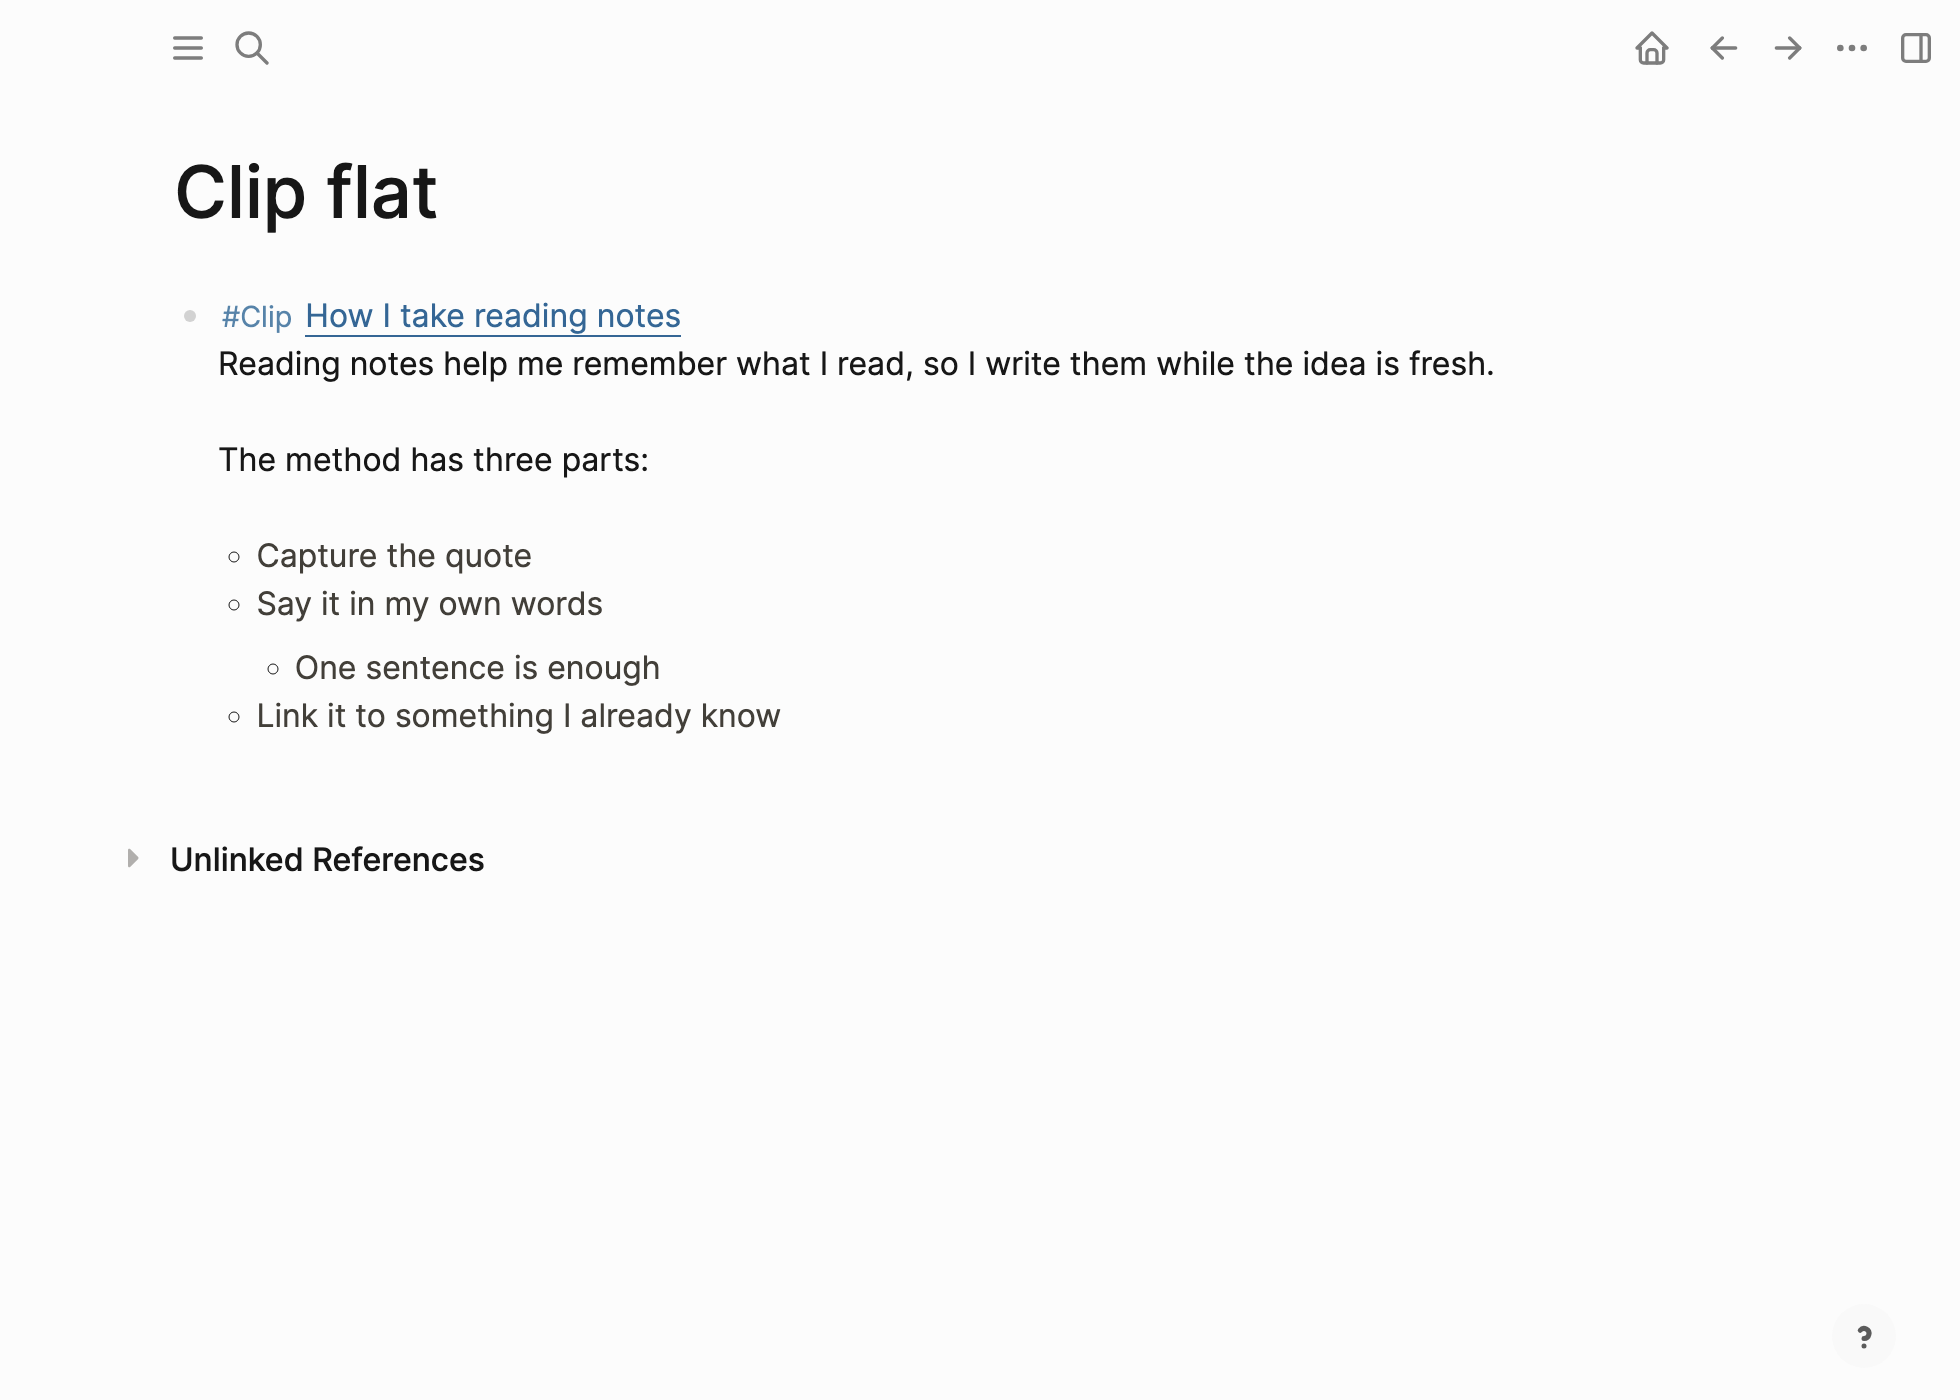 Clip flat
#Clip How I take reading notes
Reading notes help me remember what I read, so I write them while the idea is fresh.
The method has three parts:
Capture the quote
Say it in my own words
One sentence is enough
Link it to something I already know
Unlinked References
?